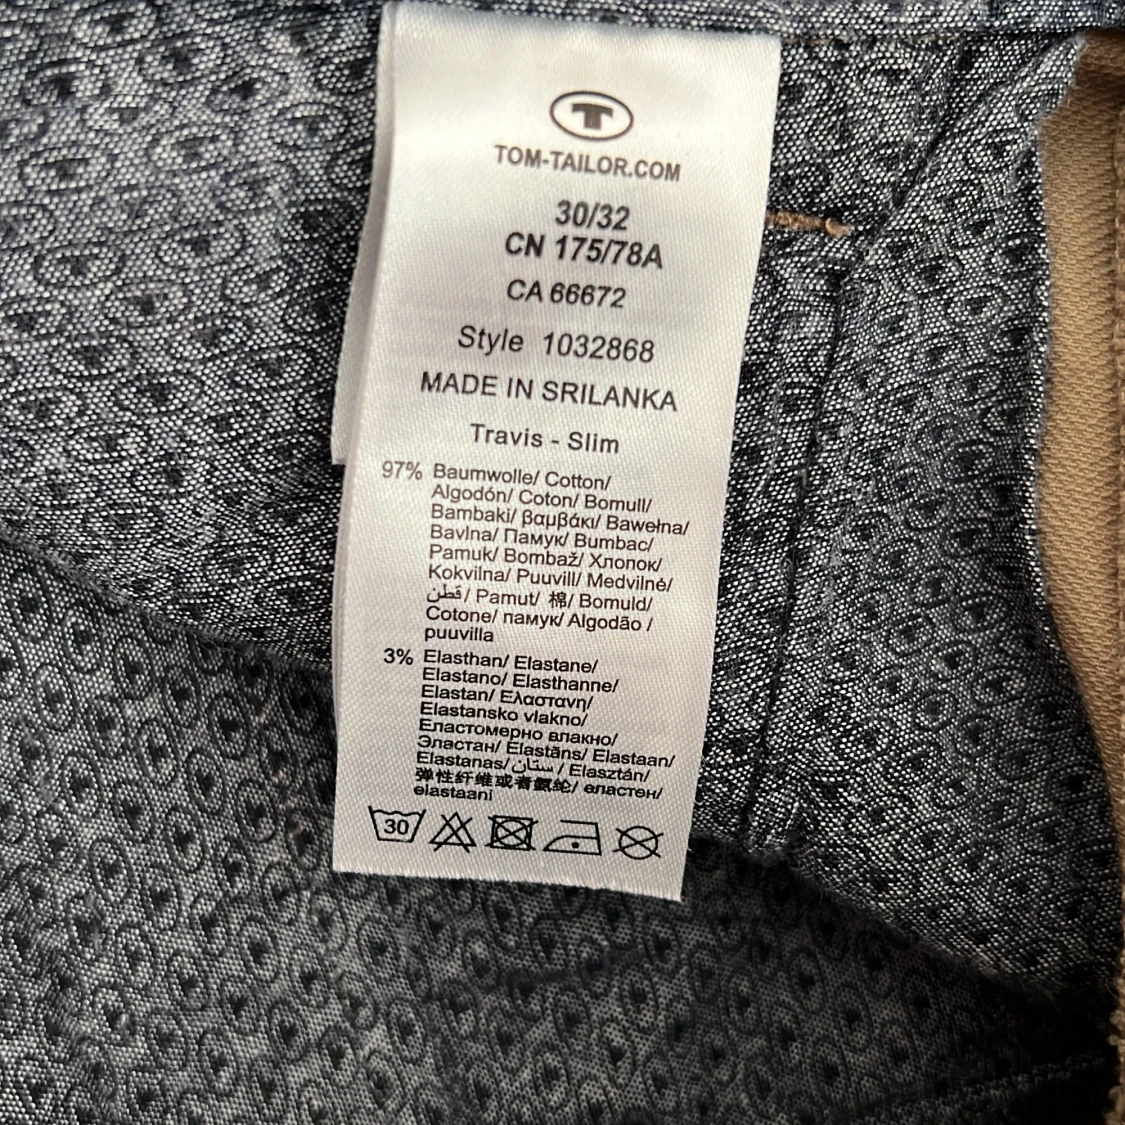 T
TOM-TAILOR.COM
30/32
CN 175/78A
CA 66672
Style 1032868
MADE IN SRILANKA
Travis - Slim
97% Baumwolle/ Cotton/
Algodón/ Coton/ Bomull/
Bambaki/ βαμβάκι/ Bawełna/
Bavlna/ Памук/ Bumbac/
Pamuk/ Bombaž/ Хлопок/
Kokvilna/ Puuvill/ Medvilnė/
قطن/ Pamut/ 棉/ Bomuld/
Cotone/ памук/ Algodão /
puuvilla
3% Elasthan/ Elastane/
Elastano/ Elasthanne/
Elastan/ Ελαστανη/
Elastansko vlakno/
Еластомерно влакно/
Эластан/ Elastāns/ Elastaan/
Elastanas/ ستان / Elasztán/
弹性纤维或者氨纶/ еластен/
elastaani
30